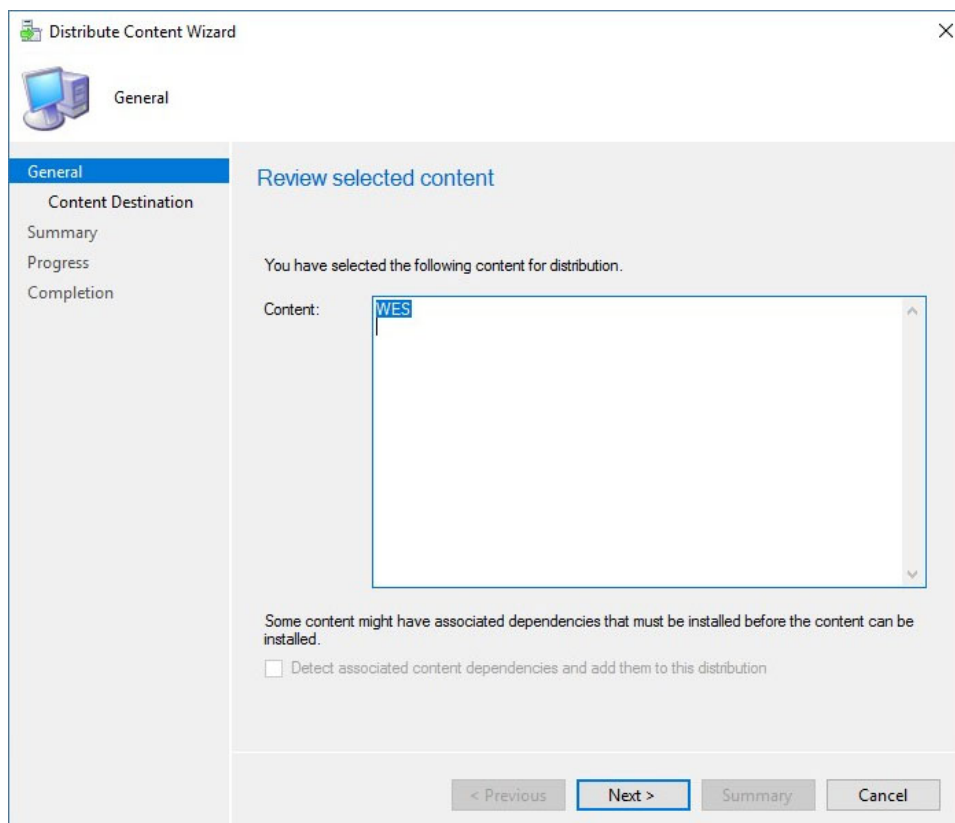 Distribute Content Wizard
General
General
Content Destination
Summary
Progress
Completion
Review selected content
You have selected the following content for distribution.
Content:
WES
Some content might have associated dependencies that must be installed before the content can be
installed.
Detect associated content dependencies and add them to this distribution
< Previous
Next >
Summary
Cancel